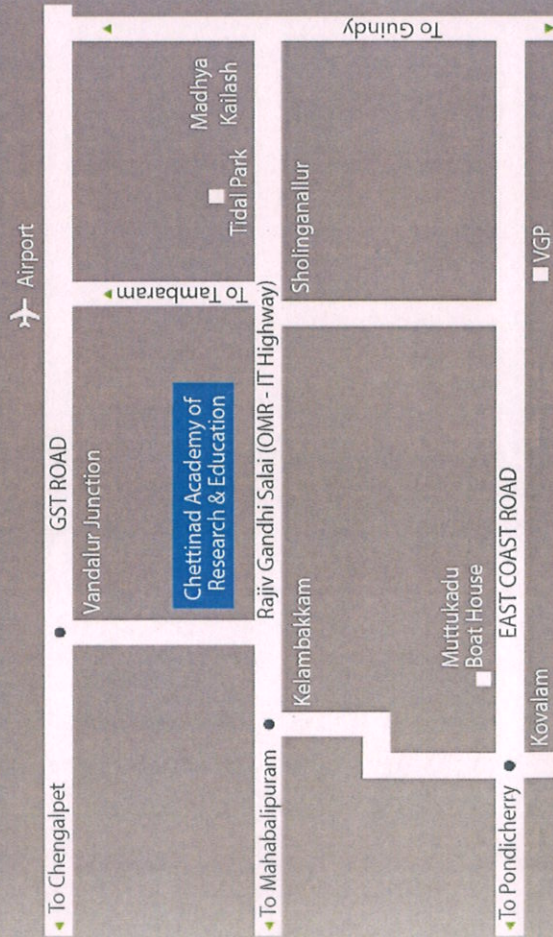 Airport
To Chengalpet
GST ROAD
Vandalur Junction
To Tambaram
Madhya
Kailash
Tidal Park
To Guindy
Chettinad Academy of
Research & Education
To Mahabalipuram
Rajiv Gandhi Salai (OMR - IT Highway)
Kelambakkam
Sholinganallur
Muttukadu
Boat House
To Pondicherry
EAST COAST ROAD
Kovalam
VGP